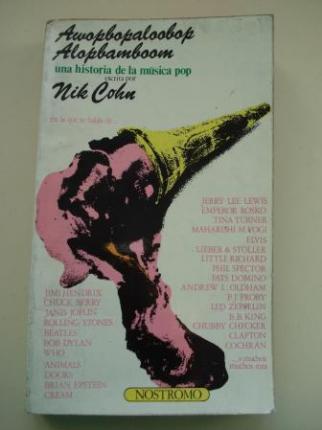 Awopbopaloobop
Alopbamboom
una historia de la música pop
escrita por
Nik Cohn
en la que se habla de...
JERRY LEE LEWIS
EMPEROR ROSKO
TINA TURNER
MAHARISHI M.YOGI
ELVIS
LIEBER & STOLLER
LITTLE RICHARD
PHIL SPECTOR
FATS DOMINO
ANDREW L. OLDHAM
P.J PROBY
LED ZEPPELIN
B.B KING
CHUBBY CHECKER
CLAPTON
COCHRAN
...y muchos
muchos más
JIMI HENDRIX
CHUCK BERRY
JANIS JOPLIN
ROLLING STONES
BEATLES
BOB DYLAN
WHO
ANIMALS
DOORS
BRIAN EPSTEIN
CREAM
NOSTROMO